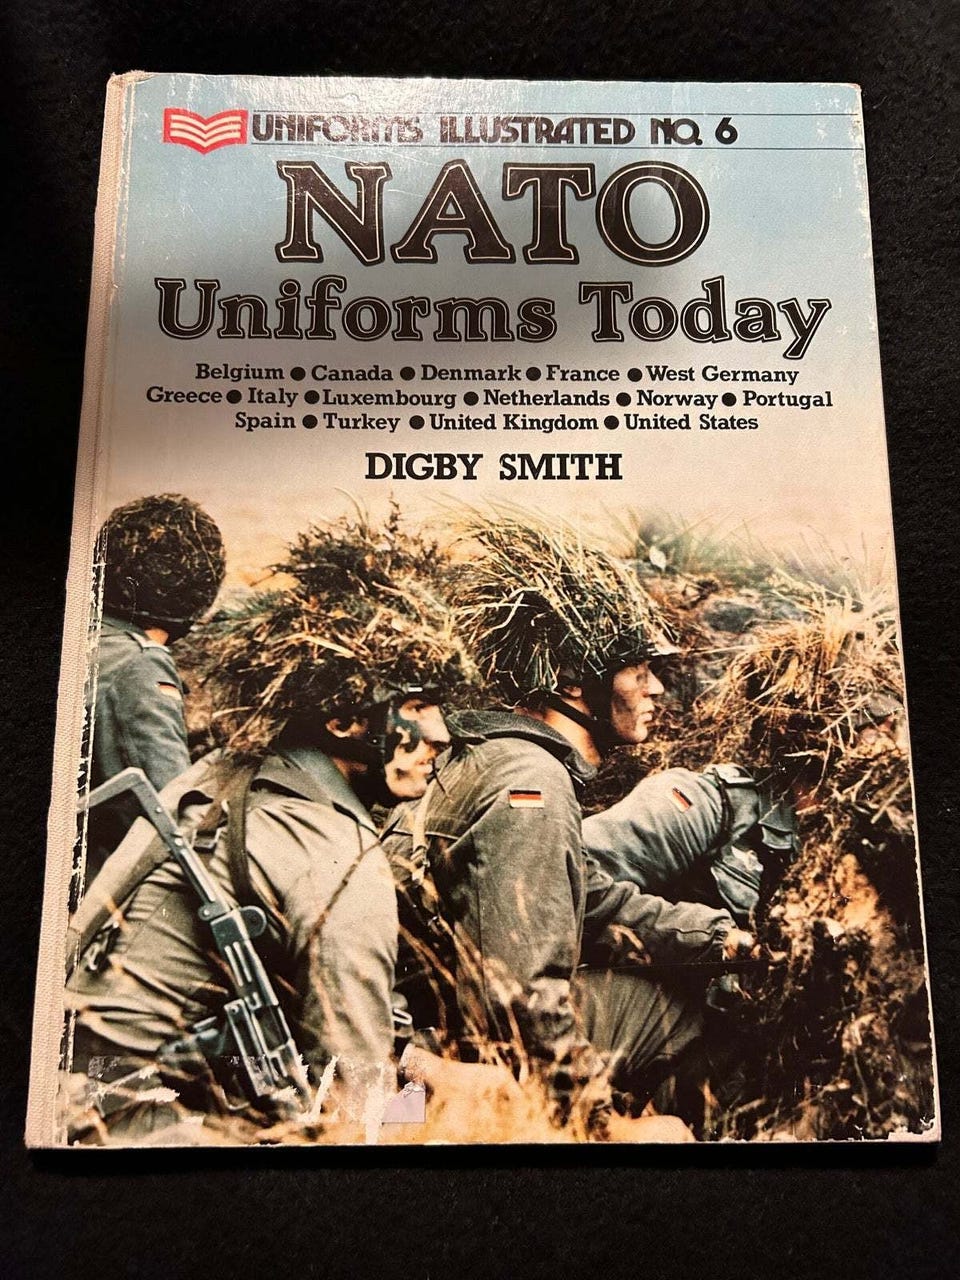 UNIFORMS ILLUSTRATED NO. 6
NATO
Uniforms Today
Belgium ● Canada ● Denmark ● France ● West Germany
Greece ● Italy ● Luxembourg ● Netherlands ● Norway ● Portugal
Spain ● Turkey ● United Kingdom ● United States
DIGBY SMITH